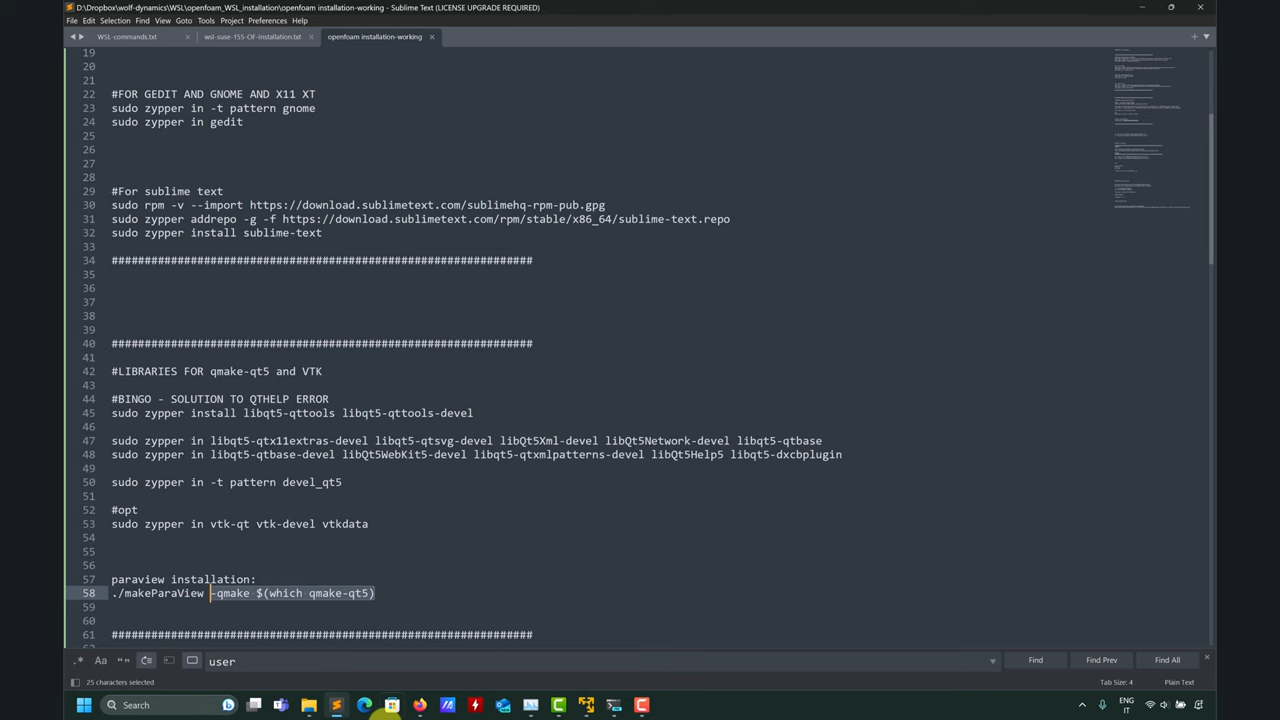 D:\Dropbox\wolf-dynamics\WSL\installation\openfoam_WSL_installation\openfoam installation-working - Sublime Text (LICENSE UPGRADE REQUIRED)
File Edit Selection Find View Goto Tools Project Preferences Help
WSL-commands.txt × wsl-suse-155-OF-installation.txt × openfoam installation-working ×
19
20
21
22 #FOR GEDIT AND GNOME AND X11 XT
23 sudo zypper in -t pattern gnome
24 sudo zypper in gedit
25
26
27
28
29 #For sublime text
30 sudo rpm -v --import https://download.sublimetext.com/sublimehq-rpm-pub.gpg
31 sudo zypper addrepo -g -f https://download.sublimetext.com/rpm/stable/x86_64/sublime-text.repo
32 sudo zypper install sublime-text
33
34 ################################################################
35
36
37
38
39
40 ################################################################
41
42 #LIBRARIES FOR qmake-qt5 and VTK
43
44 #BINGO - SOLUTION TO QTHELP ERROR
45 sudo zypper install libqt5-qttools libqt5-qttools-devel
46
47 sudo zypper in libqt5-qtx11extras-devel libqt5-qtsvg-devel libQt5Xml-devel libQt5Network-devel libqt5-qtbase
48 sudo zypper in libqt5-qtbase-devel libQt5WebKit5-devel libqt5-qtxmlpatterns-devel libQt5Help5 libqt5-dxcbplugin
49
50 sudo zypper in -t pattern devel_qt5
51
52 #opt
53 sudo zypper in vtk-qt vtk-devel vtkdata
54
55
56
57 paraview installation:
58 ./makeParaView -qmake $(which qmake-qt5)
59
60
61 ################################################################
.* Aa user Find Find Prev Find All
25 characters selected Tab Size: 4 Plain Text
Search ENG IT